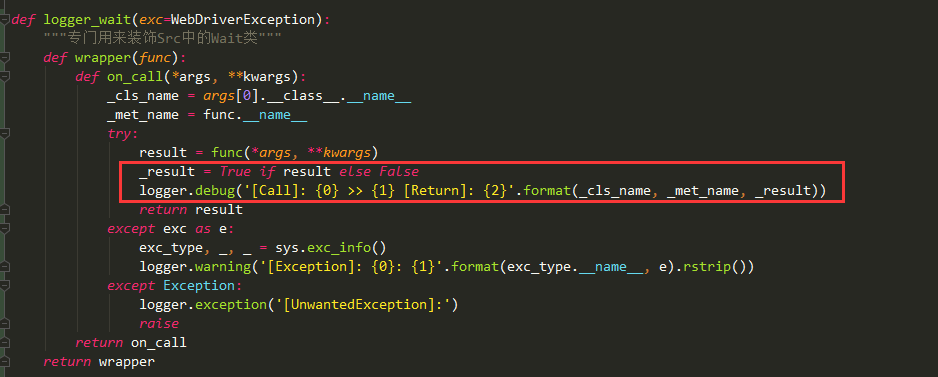 def logger_wait(exc=WebDriverException):
"""专门用来装饰Src中的Wait类"""
def wrapper(func):
def on_call(*args, **kwargs):
_cls_name = args[0].__class__.__name__
_met_name = func.__name__
try:
result = func(*args, **kwargs)
_result = True if result else False
logger.debug('[Call]: {0} >> {1} [Return]: {2}'.format(_cls_name, _met_name, _result))
return result
except exc as e:
exc_type, _, _ = sys.exc_info()
logger.warning('[Exception]: {0}: {1}'.format(exc_type.__name__, e).rstrip())
except Exception:
logger.exception('[UnwantedException]:')
raise
return on_call
return wrapper